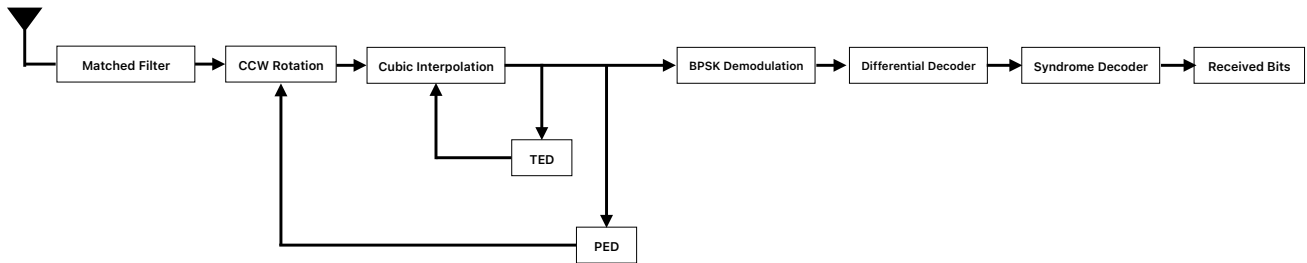 Matched Filter
CCW Rotation
Cubic Interpolation
BPSK Demodulation
Differential Decoder
Syndrome Decoder
Received Bits
TED
PED